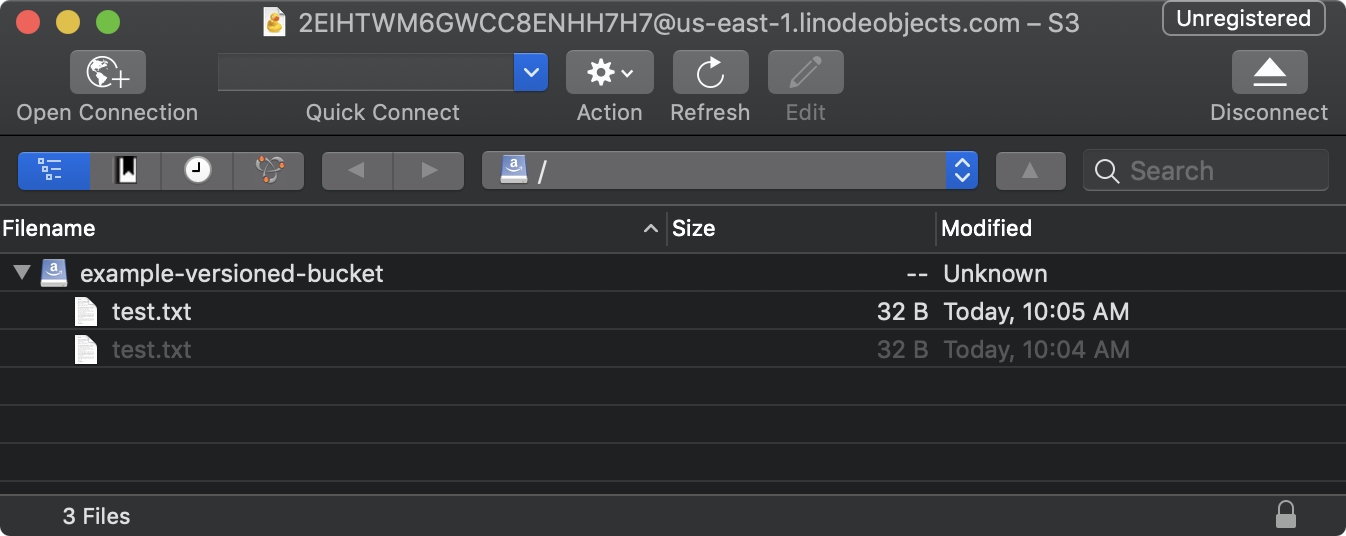 2EIHTWM6GWCC8ENHH7H7@us-east-1.linodeobjects.com – S3
Unregistered
Open Connection
Quick Connect
Action
Refresh
Edit
Disconnect
/
Search
Filename Size Modified
example-versioned-bucket -- Unknown
test.txt 32 B Today, 10:05 AM
test.txt 32 B Today, 10:04 AM
3 Files